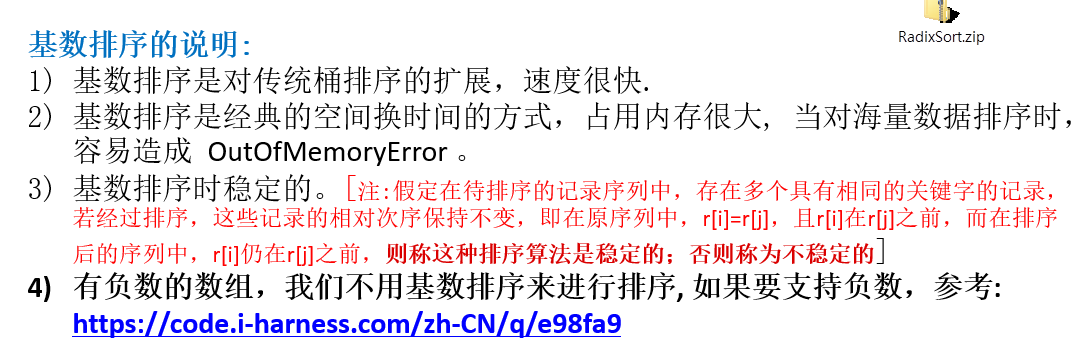 RadixSort.zip
基数排序的说明:
1) 基数排序是对传统桶排序的扩展，速度很快.
2) 基数排序是经典的空间换时间的方式，占用内存很大, 当对海量数据排序时，
容易造成 OutOfMemoryError 。
3) 基数排序时稳定的。[注:假定在待排序的记录序列中，存在多个具有相同的关键字的记录，
若经过排序，这些记录的相对次序保持不变，即在原序列中，r[i]=r[j]，且r[i]在r[j]之前，而在排序
后的序列中，r[i]仍在r[j]之前，则称这种排序算法是稳定的；否则称为不稳定的]
4) 有负数的数组，我们不用基数排序来进行排序, 如果要支持负数，参考:
https://code.i-harness.com/zh-CN/q/e98fa9